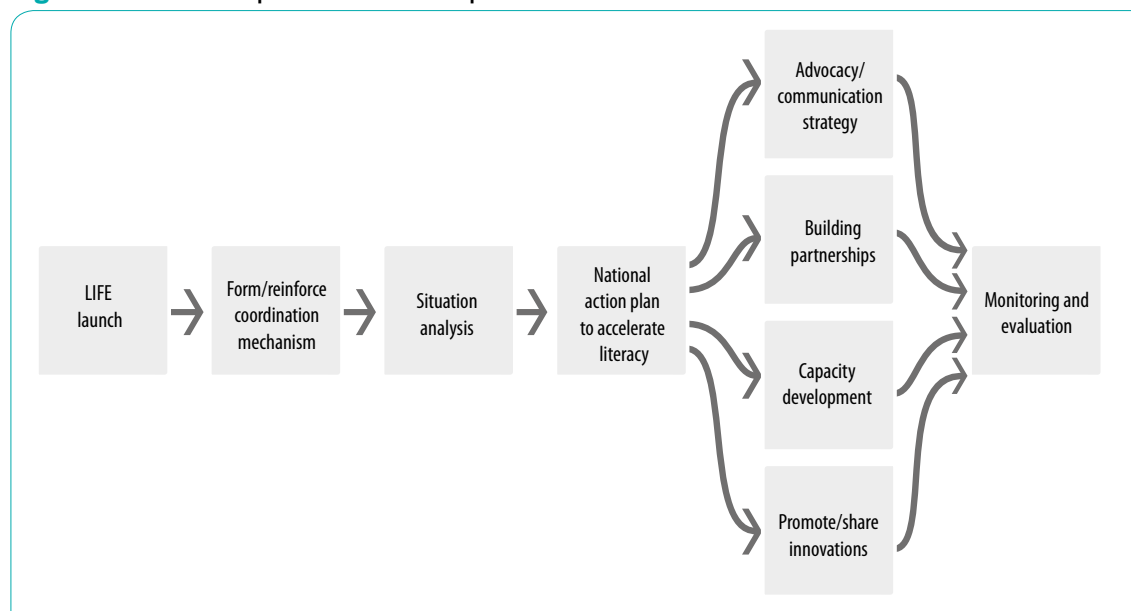 LIFE
launch
Form/reinforce
coordination
mechanism
Situation
analysis
National
action plan
to accelerate
literacy
Advocacy/
communication
strategy
Building
partnerships
Capacity
development
Promote/share
innovations
Monitoring and
evaluation